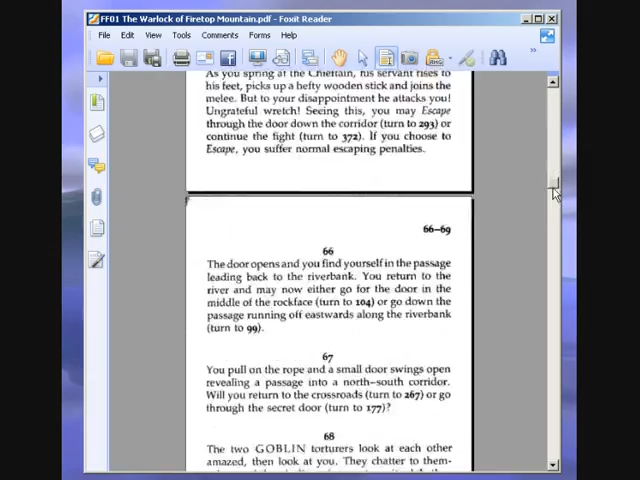 FF01 The Warlock of Firetop Mountain.pdf - Foxit Reader
File Edit View Tools Comments Forms Help
As you spring at the Chieftain, his servant rises to
his feet, picks up a hefty wooden stick and joins the
melee. But to your disappointment he attacks you!
Ungrateful wretch! Seeing this, you may Escape
through the door down the corridor (turn to 293) or
continue the fight (turn to 372). If you choose to
Escape, you suffer normal escaping penalties.
66–69
66
The door opens and you find yourself in the passage
leading back to the riverbank. You return to the
river and may now either go for the door in the
middle of the rockface (turn to 104) or go down the
passage running off eastwards along the riverbank
(turn to 99).
67
You pull on the rope and a small door swings open
revealing a passage into a north–south corridor.
Will you return to the crossroads (turn to 267) or go
through the secret door (turn to 177)?
68
The two GOBLIN torturers look at each other
amazed, then look at you. They chatter to them-